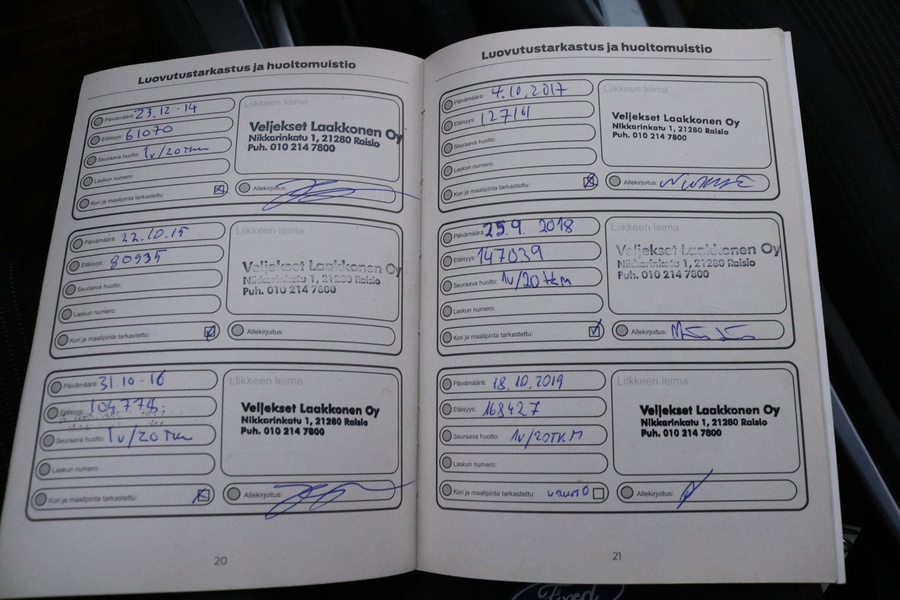 Luovutustarkastus ja huoltomuistio
Päivämäärä: 23.12-14
Etäisyys: 61070
Seuraava huolto: 1v/20TKm
Laskun numero:
Kori ja maalipinta tarkastettu:
Liikkeen leima
Veljekset Laakkonen Oy
Nikkarinkatu 1, 21280 Raisio
Puh. 010 214 7800
Allekirjoitus:
Päivämäärä: 22.10.15
Etäisyys: 80935
Seuraava huolto:
Laskun numero:
Kori ja maalipinta tarkastettu:
Liikkeen leima
Veljekset Laakkonen Oy
Nikkarinkatu 1, 21280 Raisio
Puh. 010 214 7800
Allekirjoitus:
Päivämäärä: 31.10-16
Etäisyys: 104778
Seuraava huolto: 1v/20TKm
Laskun numero:
Kori ja maalipinta tarkastettu:
Liikkeen leima
Veljekset Laakkonen Oy
Nikkarinkatu 1, 21280 Raisio
Puh. 010 214 7800
Allekirjoitus:
20
Luovutustarkastus ja huoltomuistio
Päivämäärä: 4.10.2017
Etäisyys: 12714
Seuraava huolto:
Laskun numero:
Kori ja maalipinta tarkastettu:
Liikkeen leima
Veljekset Laakkonen Oy
Nikkarinkatu 1, 21280 Raisio
Puh. 010 214 7800
Allekirjoitus:
Päivämäärä: 25.9. 2018
Etäisyys: 147039
Seuraava huolto: 1v/20tkm
Laskun numero:
Kori ja maalipinta tarkastettu:
Liikkeen leima
Veljekset Laakkonen Oy
Nikkarinkatu 1, 21280 Raisio
Puh. 010 214 7800
Allekirjoitus:
Päivämäärä: 18.10.2019
Etäisyys: 168427
Seuraava huolto: 1v/20TKM
Laskun numero:
Kori ja maalipinta tarkastettu:
Liikkeen leima
Veljekset Laakkonen Oy
Nikkarinkatu 1, 21280 Raisio
Puh. 010 214 7800
Allekirjoitus:
21
Ford